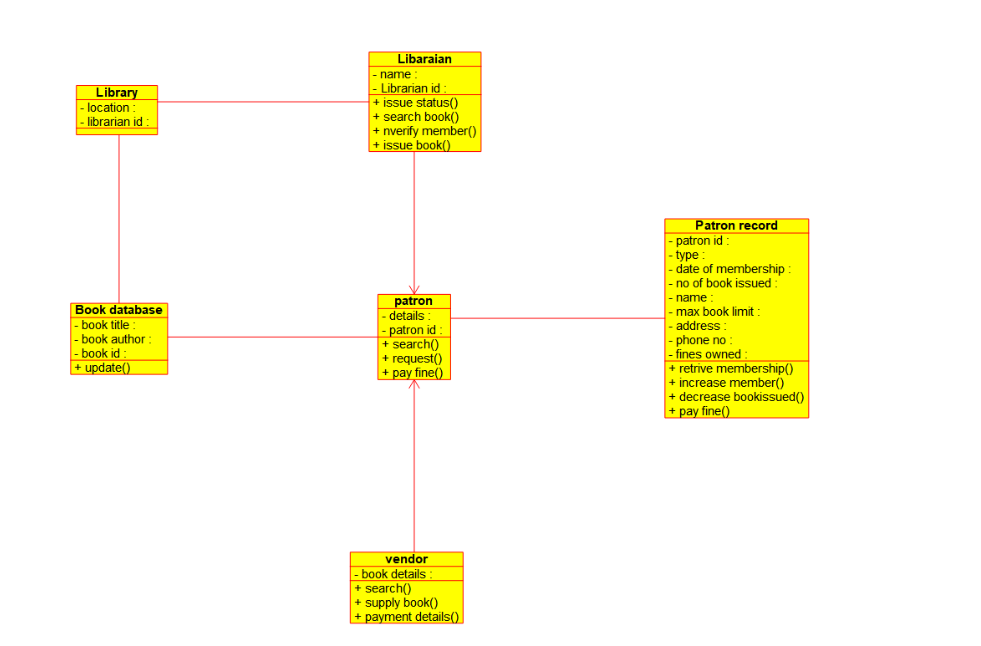 Libaraian
- name :
- Librarian id :
+ issue status()
+ search book()
+ nverify member()
+ issue book()
Library
- location :
- librarian id :
Patron record
- patron id :
- type :
- date of membership :
- no of book issued :
- name :
- max book limit :
- address :
- phone no :
- fines owned :
+ retrive membership()
+ increase member()
+ decrease bookissued()
+ pay fine()
patron
- details :
- patron id :
+ search()
+ request()
+ pay fine()
Book database
- book title :
- book author :
- book id :
+ update()
vendor
- book details :
+ search()
+ supply book()
+ payment details()